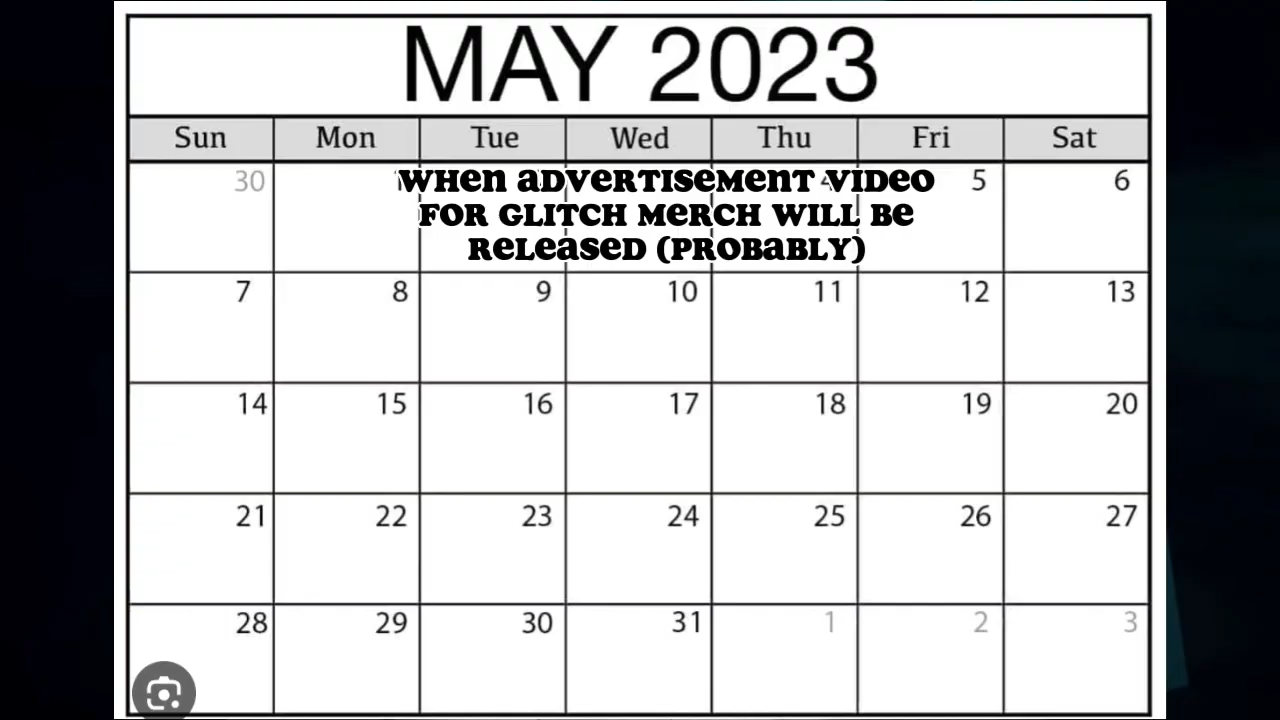 MAY 2023
Sun Mon Tue Wed Thu Fri Sat
30 4 5 6
WHEN ADVERTISEMENT VIDEO
FOR GLITCH MERCH WILL BE
RELEASED (PROBABLY)
7 8 9 10 11 12 13
14 15 16 17 18 19 20
21 22 23 24 25 26 27
28 29 30 31 1 2 3